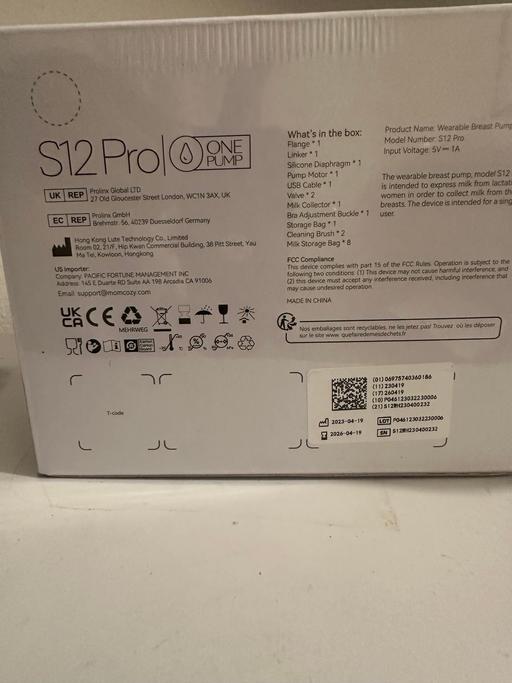 S12 Pro
ONE
PUMP
UK REP
Prolinx Global LTD
27 Old Gloucester Street London, WC1N 3AX, UK
EC REP
Prolinx GmbH
Brehmstr. 56, 40239 Duesseldorf Germany
Hong Kong Lute Technology Co., Limited
Room 02, 21/F, Hip Kwan Commercial Building, 38 Pitt Street, Yau
Ma Tei, Kowloon, Hongkong
US Importer:
Company: PACIFIC FORTUNE MANAGEMENT INC
Address: 145 E Duarte RD Suite AA 198 Arcadia CA 91006
Email: support@momcozy.com
UK
CA
CE
MEHRWEG
T-code
What's in the box:
Flange * 1
Linker * 1
Silicone Diaphragm * 1
Pump Motor * 1
USB Cable * 1
Valve * 2
Milk Collector * 1
Bra Adjustment Buckle * 1
Storage Bag * 1
Cleaning Brush * 2
Milk Storage Bag * 8
Product Name: Wearable Breast Pump
Model Number: S12 Pro
Input Voltage: 5V 1A
The wearable breast pump, model S12
is intended to express milk from lactati
women in order to collect milk from th
breasts. The device is intended for a sing
user.
FCC Compliance
This device complies with part 15 of the FCC Rules. Operation is subject to the
following two conditions: (1) This device may not cause harmful interference, and
(2) this device must accept any interference received, including interference that
may cause undesired operation.
MADE IN CHINA
Nos emballages sont recyclables, ne les jetez pas! Trouvez où les déposer
sur le site www. quefairedemesdechets.fr
(01) 06975740360186
(11) 230419
(17) 260419
(10) P04612303223006
(21) S12RH230400232
2023-04-19
2026-04-19
LOT P04612303223006
SN S12RH230400232